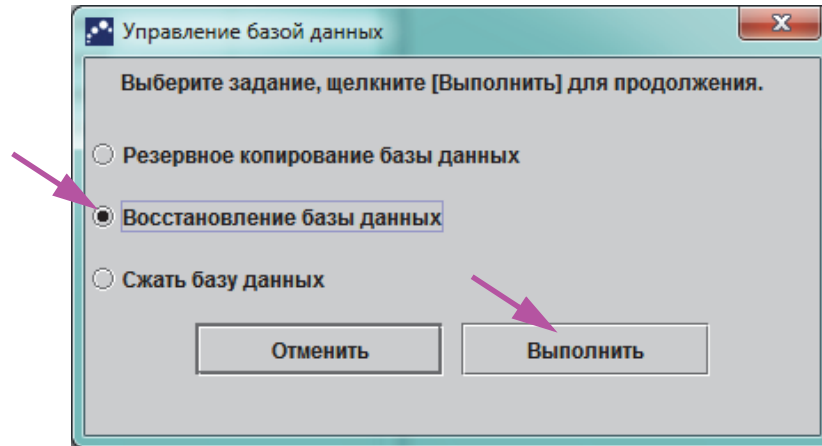 Управление базой данных
Выберите задание, щелкните [Выполнить] для продолжения.
Резервное копирование базы данных
Восстановление базы данных
Сжать базу данных
Отменить Выполнить